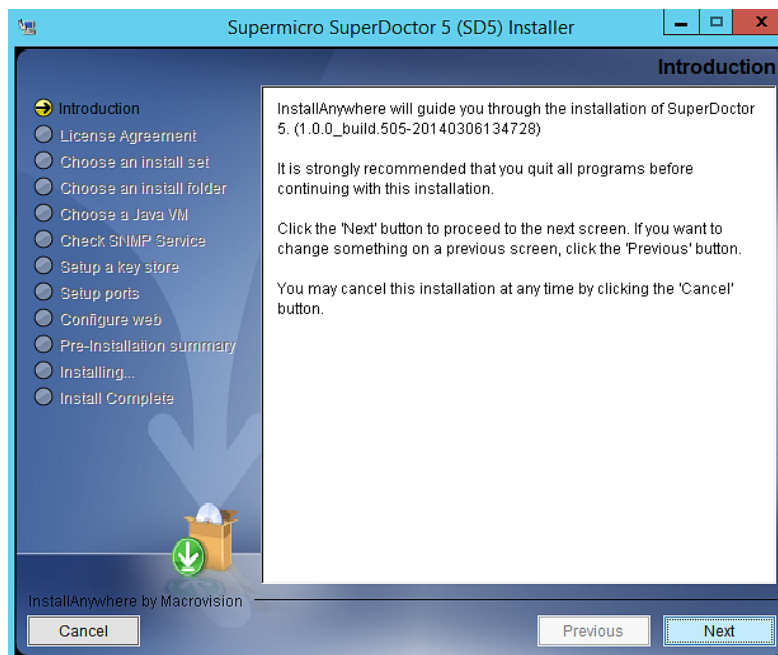 Supermicro SuperDoctor 5 (SD5) Installer
Introduction
Introduction
License Agreement
Choose an install set
Choose an install folder
Choose a Java VM
Check SNMP Service
Setup a key store
Setup ports
Configure web
Pre-Installation summary
Installing...
Install Complete
InstallAnywhere will guide you through the installation of SuperDoctor
5. (1.0.0_build.505-20140306134728)
It is strongly recommended that you quit all programs before
continuing with this installation.
Click the 'Next' button to proceed to the next screen. If you want to
change something on a previous screen, click the 'Previous' button.
You may cancel this installation at any time by clicking the 'Cancel'
button.
InstallAnywhere by Macrovision
Cancel
Previous
Next